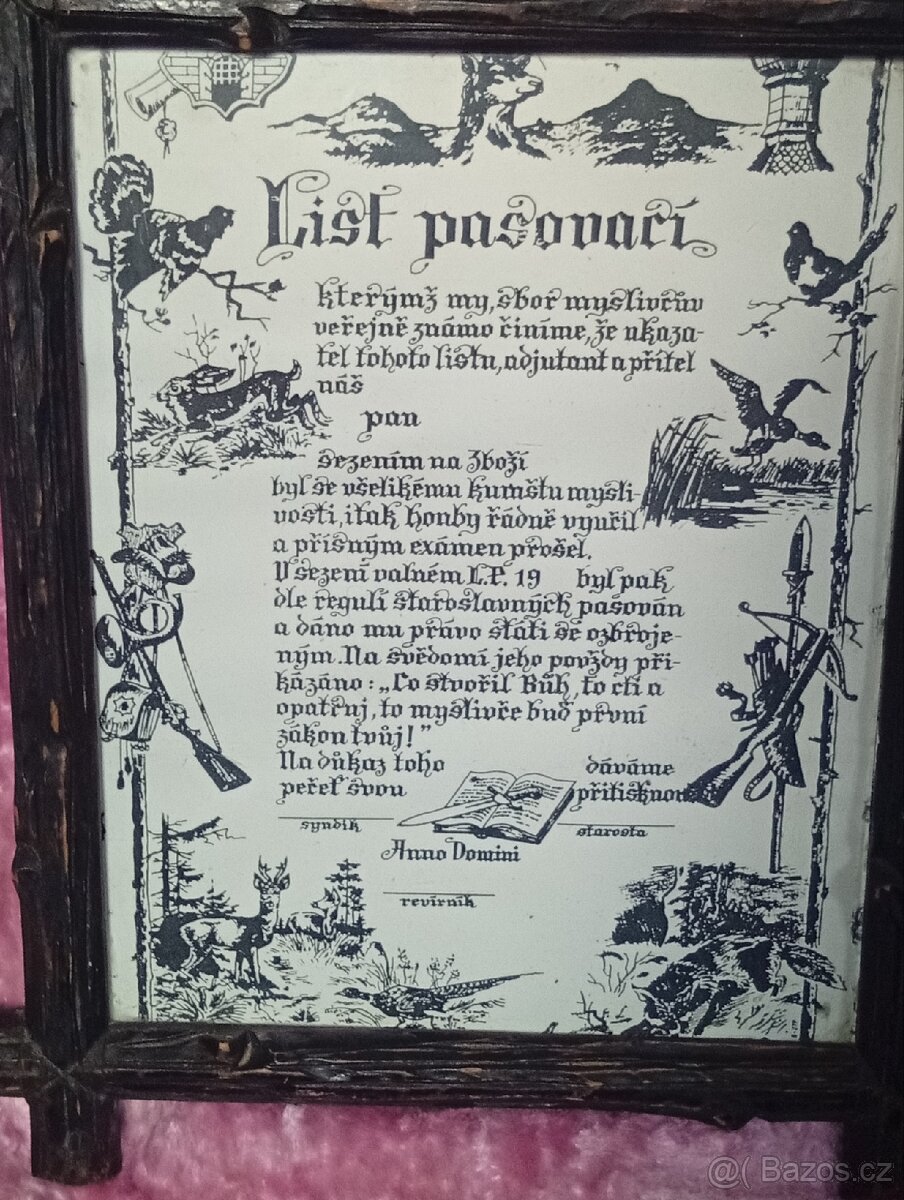 List pasovací
kterýmž my, sbor myslivcův
veřejně známo činíme, že ukaza-
tel tohoto listu, adjutant a přítel
náš
pan
sezením na Zboží
byl se všelikému kumštu mysli-
vosti, i tak honby řádně vyučil
a přísným exámen prošel.
V sezení valném L.P. 19 byl pak
dle regulí staroslavných pasován
a dáno mu právo státi se ozbroje-
ným. Na svědomí jeho povždy při-
kázáno: „Co stvořil Bůh, to cti a
opatruj, to myslivče buď první
zákon tvůj!"
Na důkaz toho dáváme
pečeť svou přitisknou
syndik starosta
Anno Domini
revírník
@( Bazos.cz